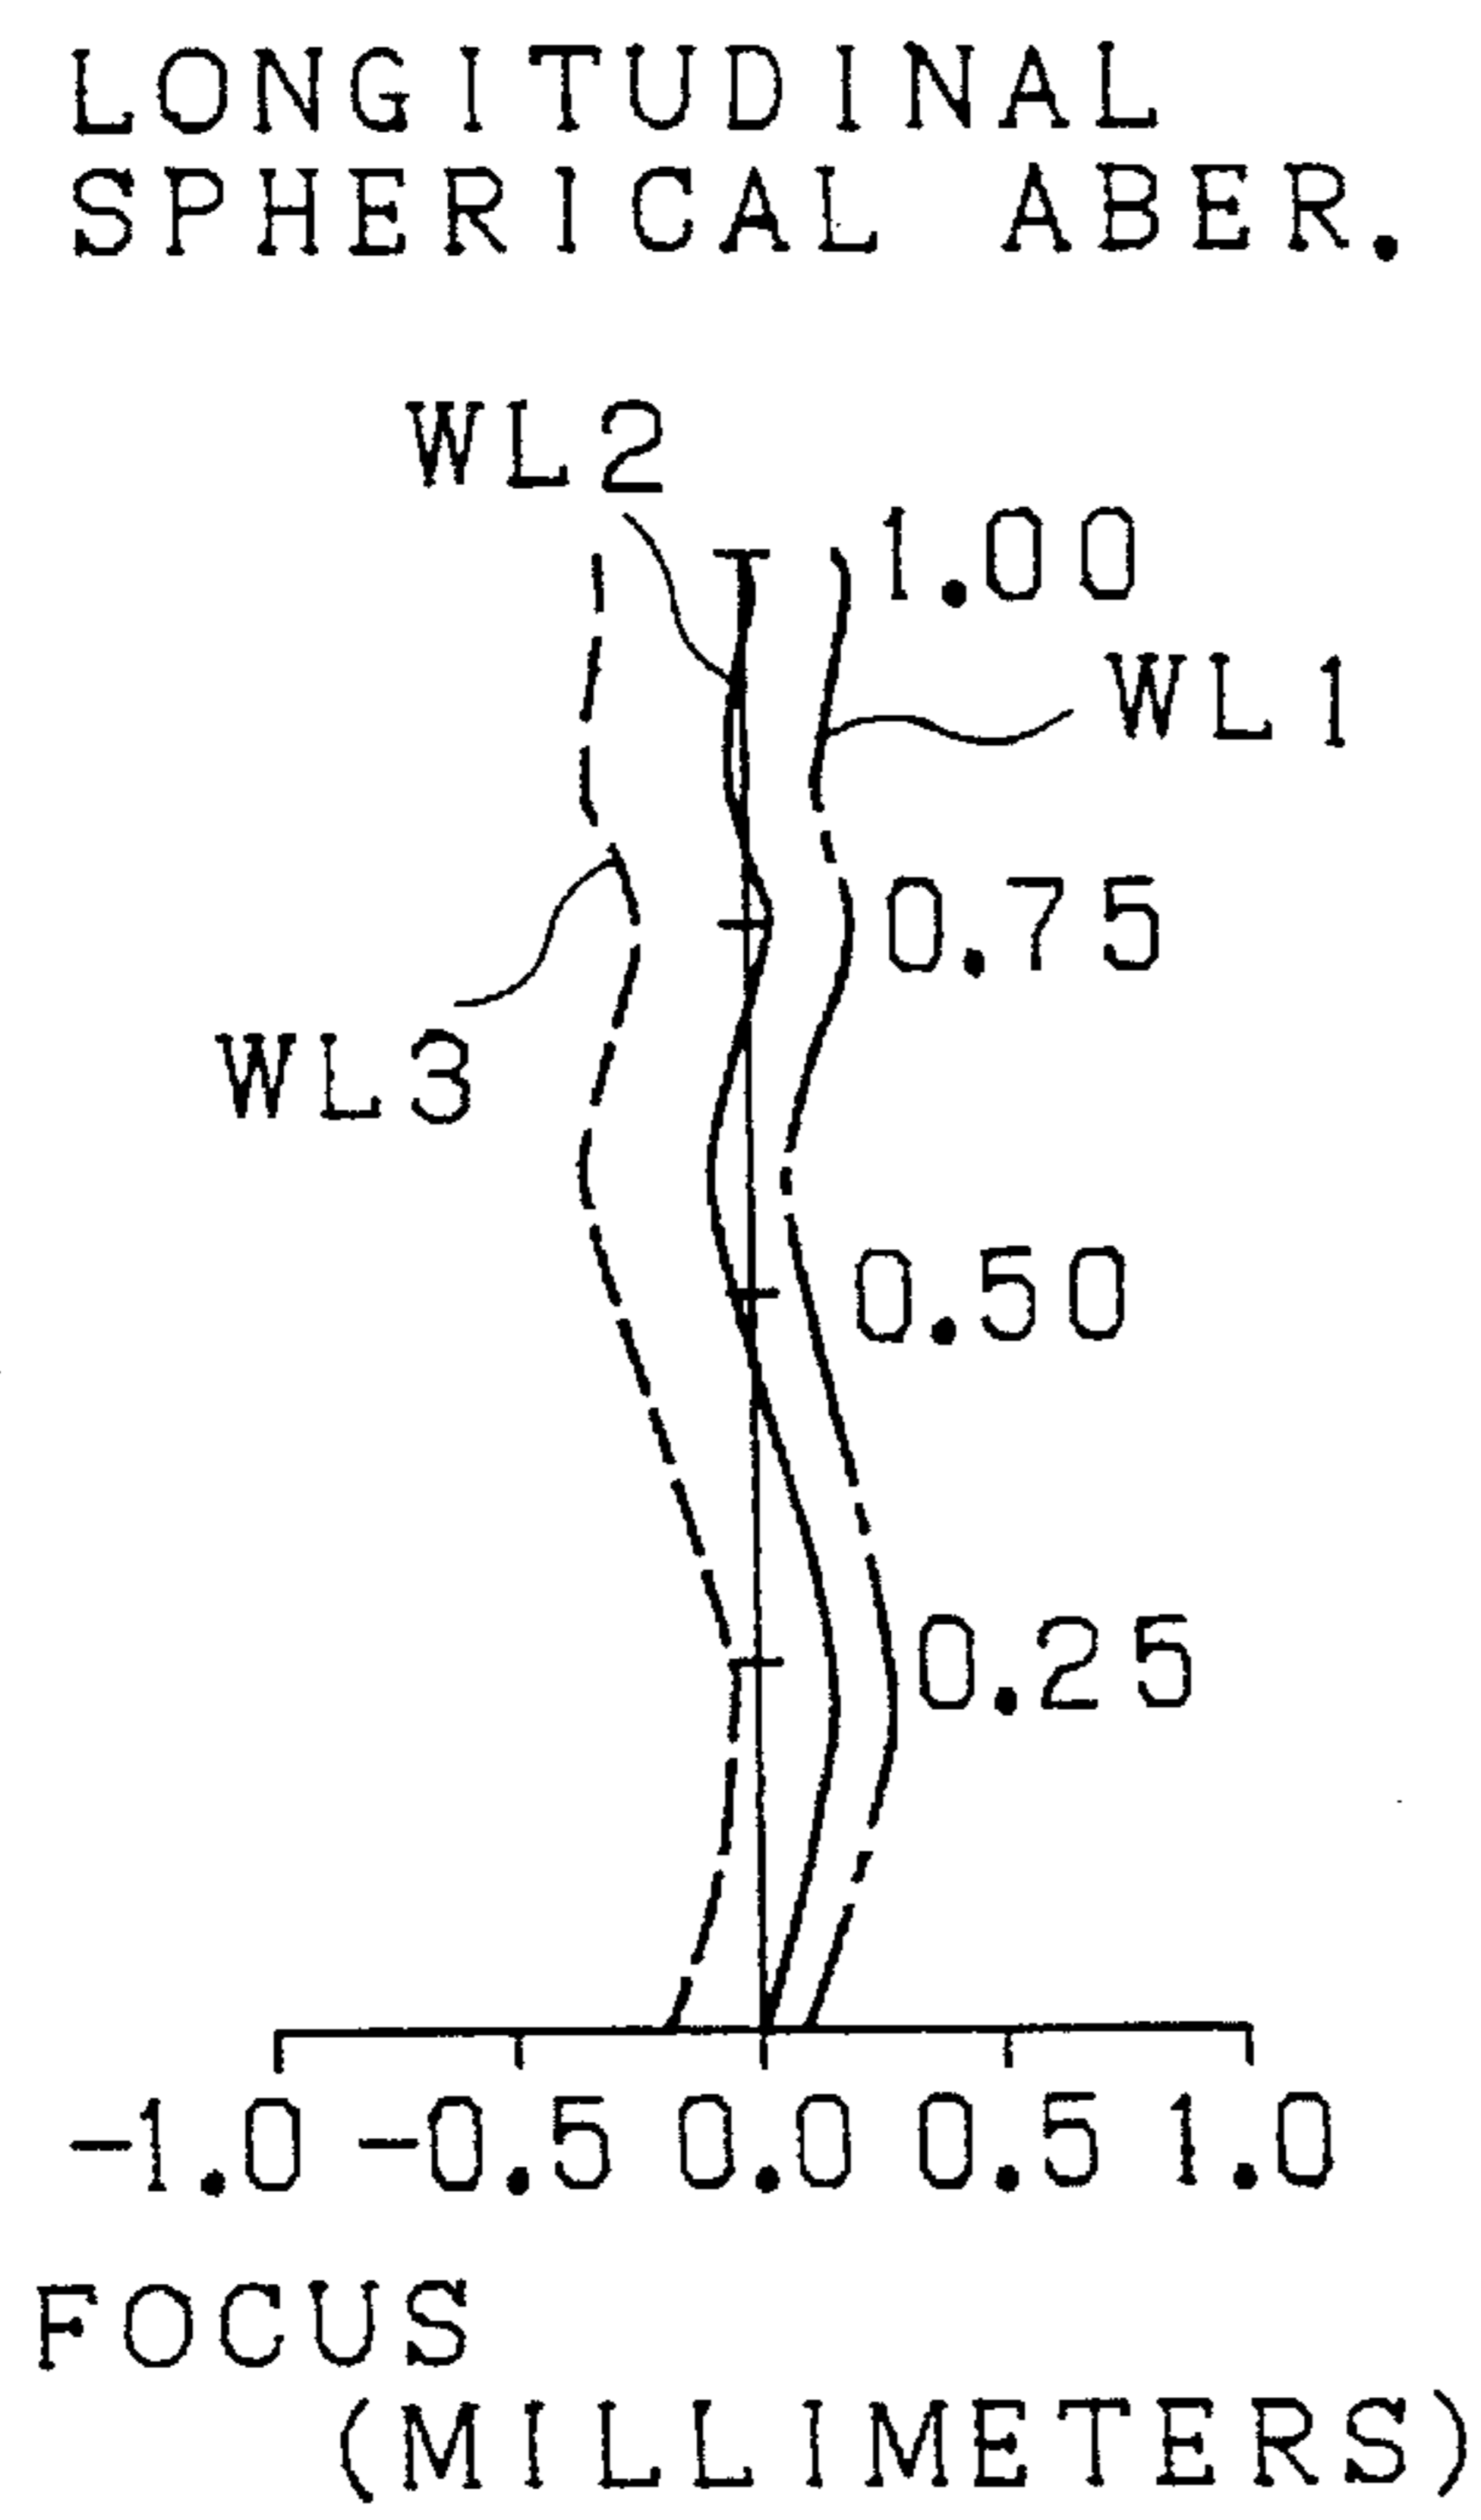 LONGITUDINAL
SPHERICAL ABER.
WL2
1.00
WL1
0.75
WL3
0.50
0.25
-1.0 -0.5 0.0 0.5 1.0
FOCUS
(MILLIMETERS)